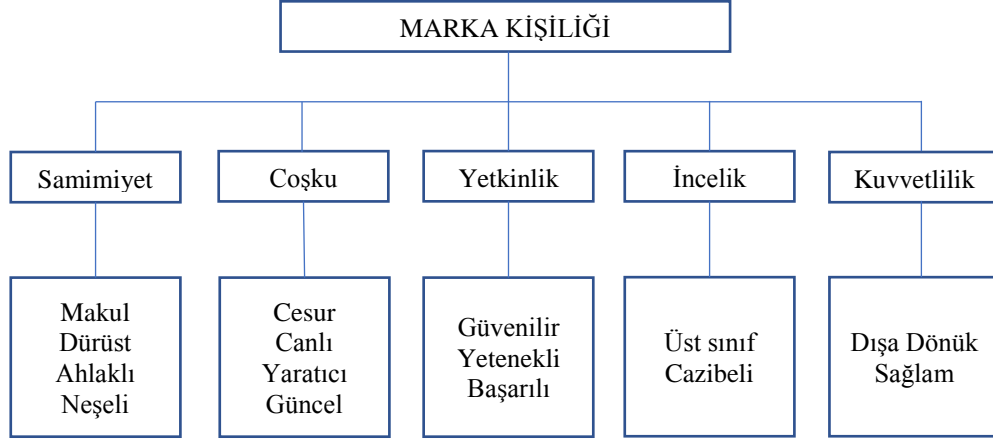 MARKA KİŞİLİĞİ
Samimiyet
Coşku
Yetkinlik
İncelik
Kuvvetlilik
Makul
Dürüst
Ahlaklı
Neşeli
Cesur
Canlı
Yaratıcı
Güncel
Güvenilir
Yetenekli
Başarılı
Üst sınıf
Cazibeli
Dışa Dönük
Sağlam